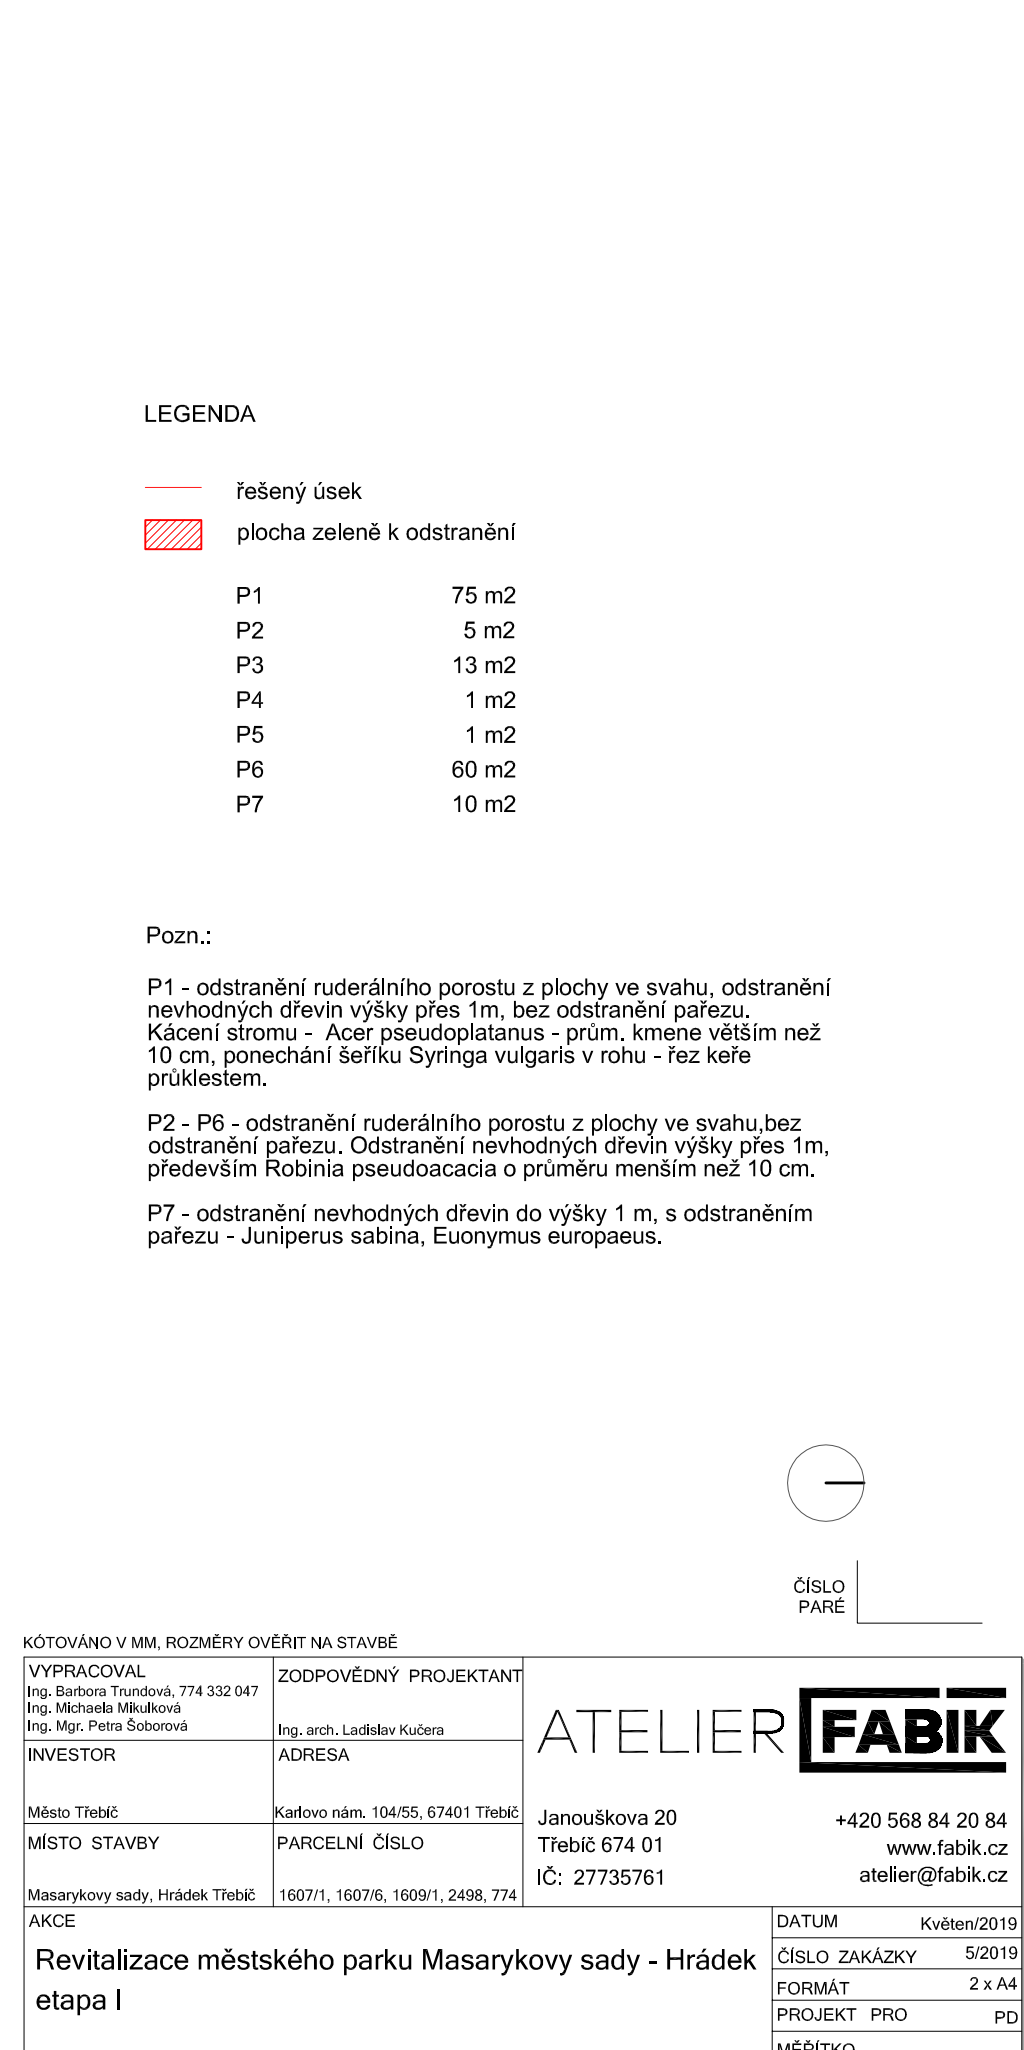 LEGENDA
řešený úsek
plocha zeleně k odstranění
P1 75 m2
P2 5 m2
P3 13 m2
P4 1 m2
P5 1 m2
P6 60 m2
P7 10 m2
Pozn.:
P1 - odstranění ruderálního porostu z plochy ve svahu, odstranění
nevhodných dřevin výšky přes 1m, bez odstranění pařezu.
Kácení stromu - Acer pseudoplatanus - prům. kmene větším než
10 cm, ponechání šeříku Syringa vulgaris v rohu - řez keře
průklestem.
P2 - P6 - odstranění ruderálního porostu z plochy ve svahu,bez
odstranění pařezu. Odstranění nevhodných dřevin výšky přes 1m,
především Robinia pseudoacacia o průměru menším než 10 cm.
P7 - odstranění nevhodných dřevin do výšky 1 m, s odstraněním
pařezu - Juniperus sabina, Euonymus europaeus.
ČÍSLO
PARÉ
KÓTOVÁNO V MM, ROZMĚRY OVĚŘIT NA STAVBĚ
VYPRACOVAL
Ing. Barbora Trundová, 774 332 047
Ing. Michaela Mikulková
Ing. Mgr. Petra Šoborová
ZODPOVĚDNÝ PROJEKTANT
Ing. arch. Ladislav Kučera
INVESTOR
Město Třebíč
ADRESA
Karlovo nám. 104/55, 67401 Třebíč
MÍSTO STAVBY
Masarykovy sady, Hrádek Třebíč
PARCELNÍ ČÍSLO
1607/1, 1607/6, 1609/1, 2498, 774
ATELIER FABIK
Janouškova 20
Třebíč 674 01
IČ: 27735761
+420 568 84 20 84
www.fabik.cz
atelier@fabik.cz
AKCE
Revitalizace městského parku Masarykovy sady - Hrádek
etapa I
DATUM Květen/2019
ČÍSLO ZAKÁZKY 5/2019
FORMÁT 2 x A4
PROJEKT PRO PD
MĚŘÍTKO